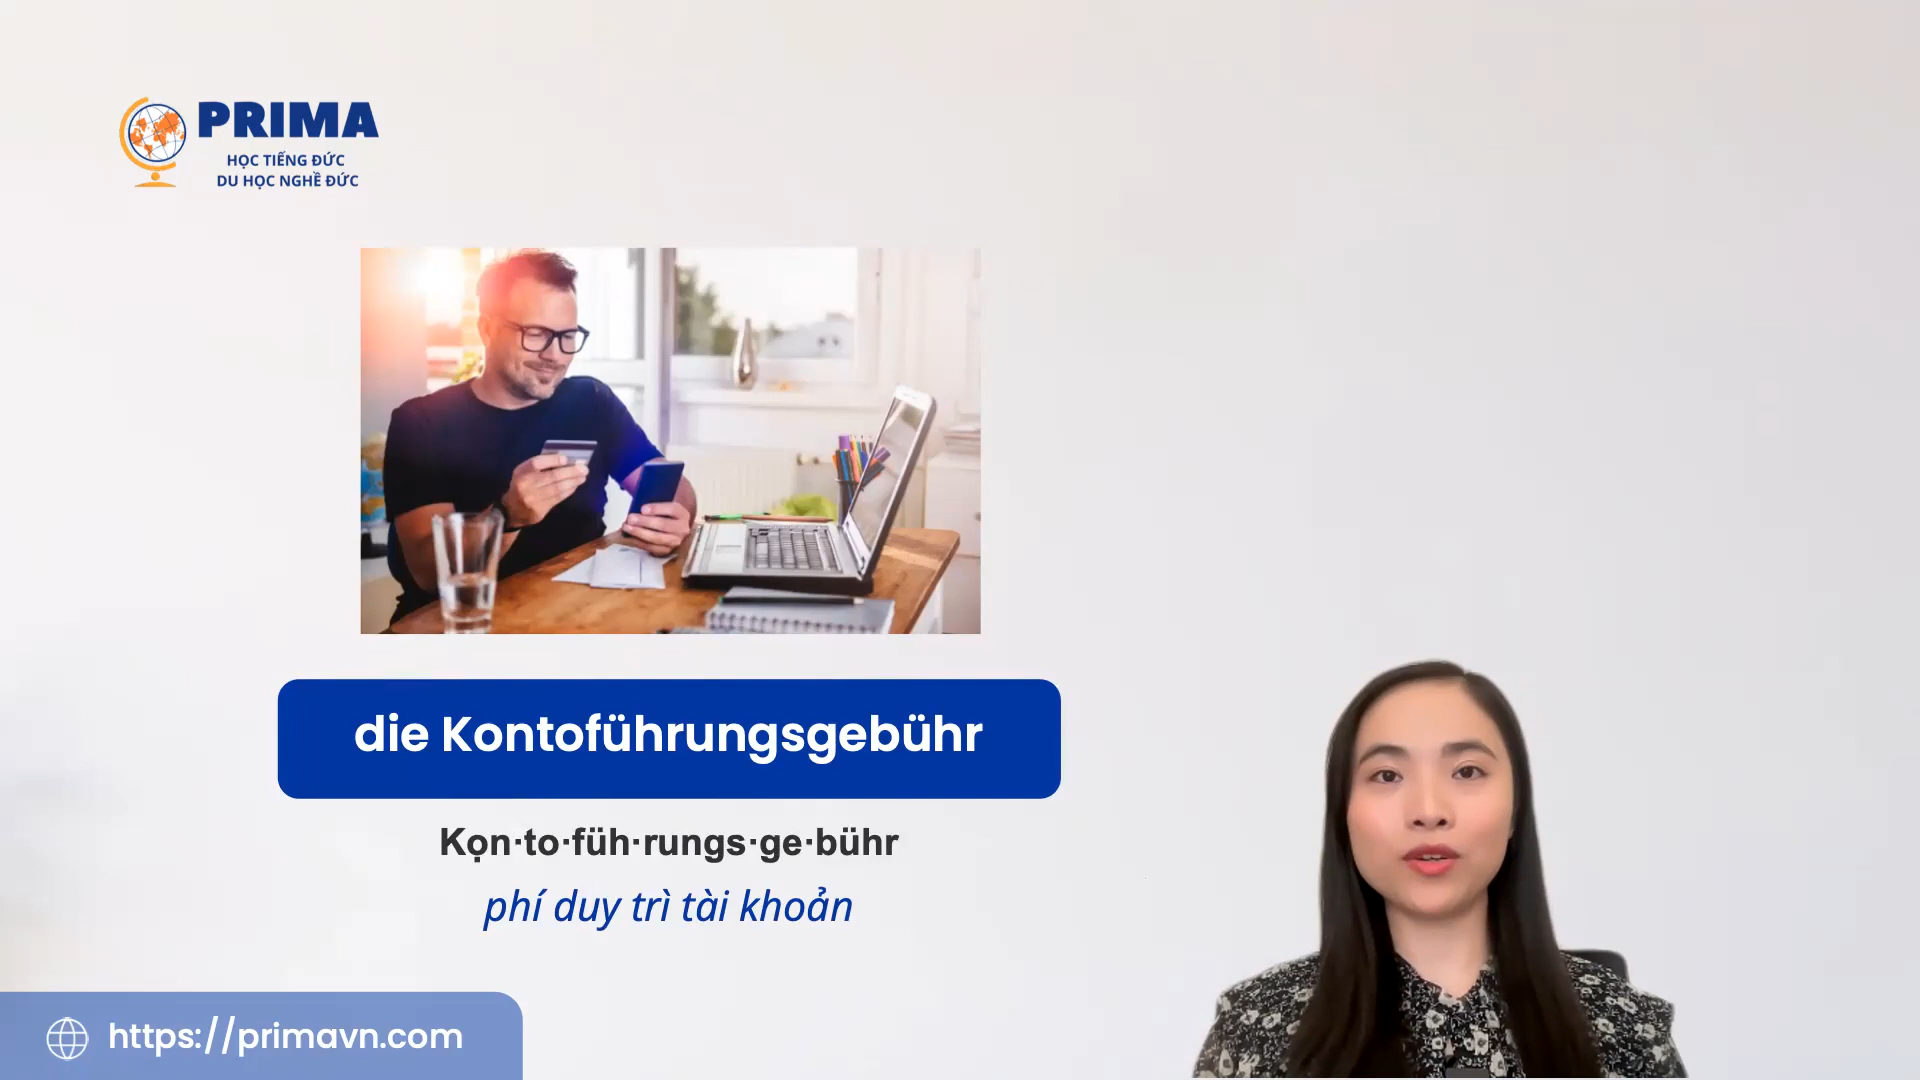 PRIMA
HỌC TIẾNG ĐỨC
DU HỌC NGHỀ ĐỨC
die Kontoführungsgebühr
Kọn·to·füh·rungs·ge·bühr
phí duy trì tài khoản
https://primavn.com